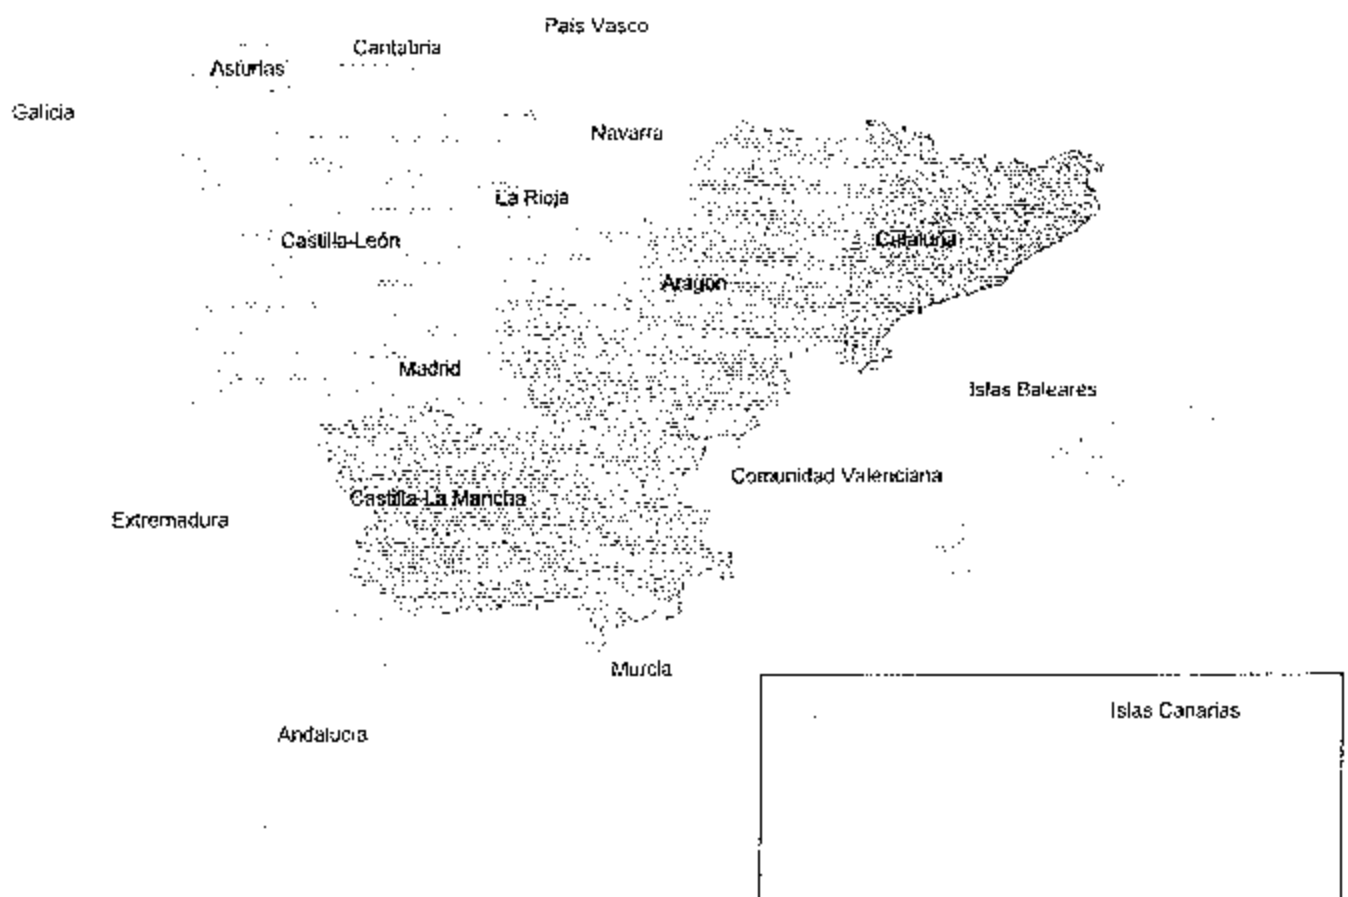 País Vasco
Cantabria
Asturias
Galicia
Navarra
La Rioja
Castilla-León
Cataluña
Aragón
Madrid
Islas Baleares
Comunidad Valenciana
Castilla-La Mancha
Extremadura
Murcia
Islas Canarias
Andalucía